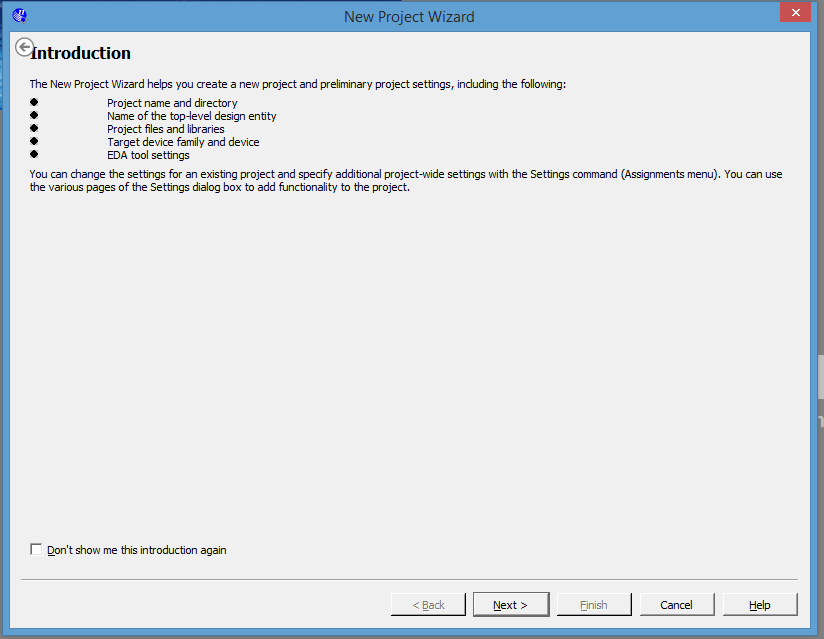 New Project Wizard
Introduction
The New Project Wizard helps you create a new project and preliminary project settings, including the following:
Project name and directory
Name of the top-level design entity
Project files and libraries
Target device family and device
EDA tool settings
You can change the settings for an existing project and specify additional project-wide settings with the Settings command (Assignments menu). You can use
the various pages of the Settings dialog box to add functionality to the project.
Don't show me this introduction again
< Back Next > Finish Cancel Help